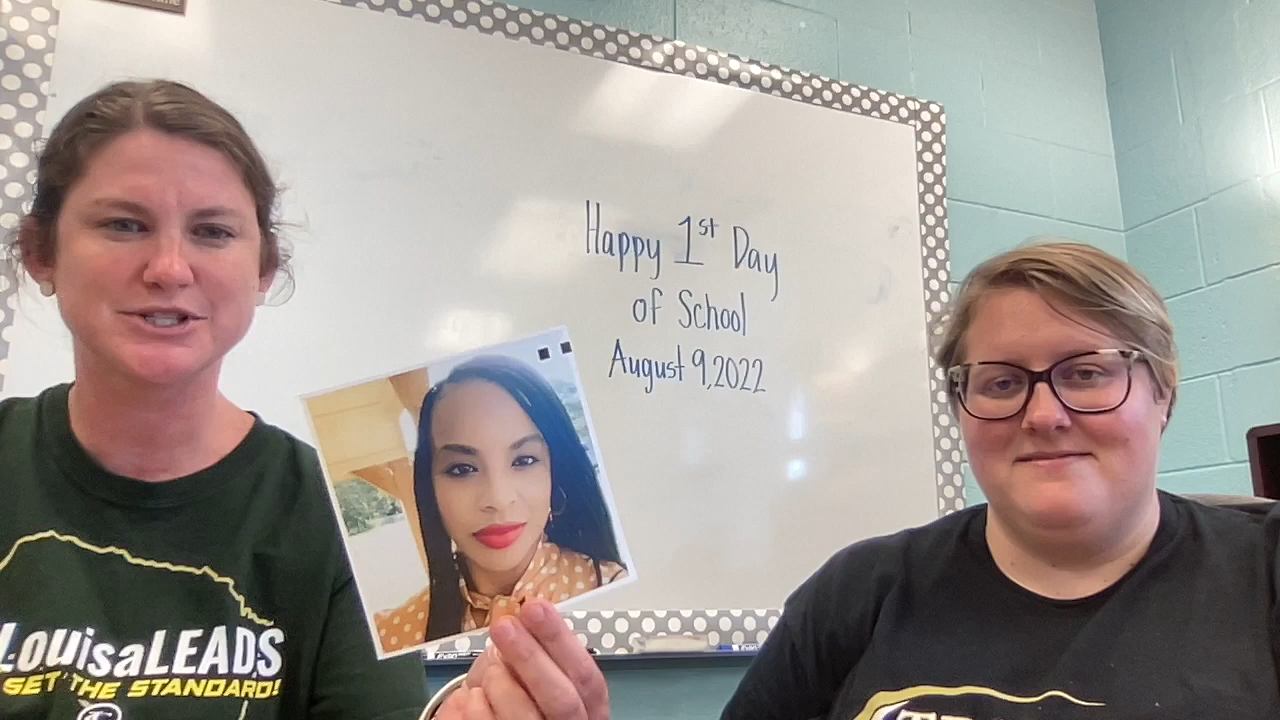 Happy 1st Day
of School
August 9, 2022
LouisaLEADS
SET THE STANDARD!